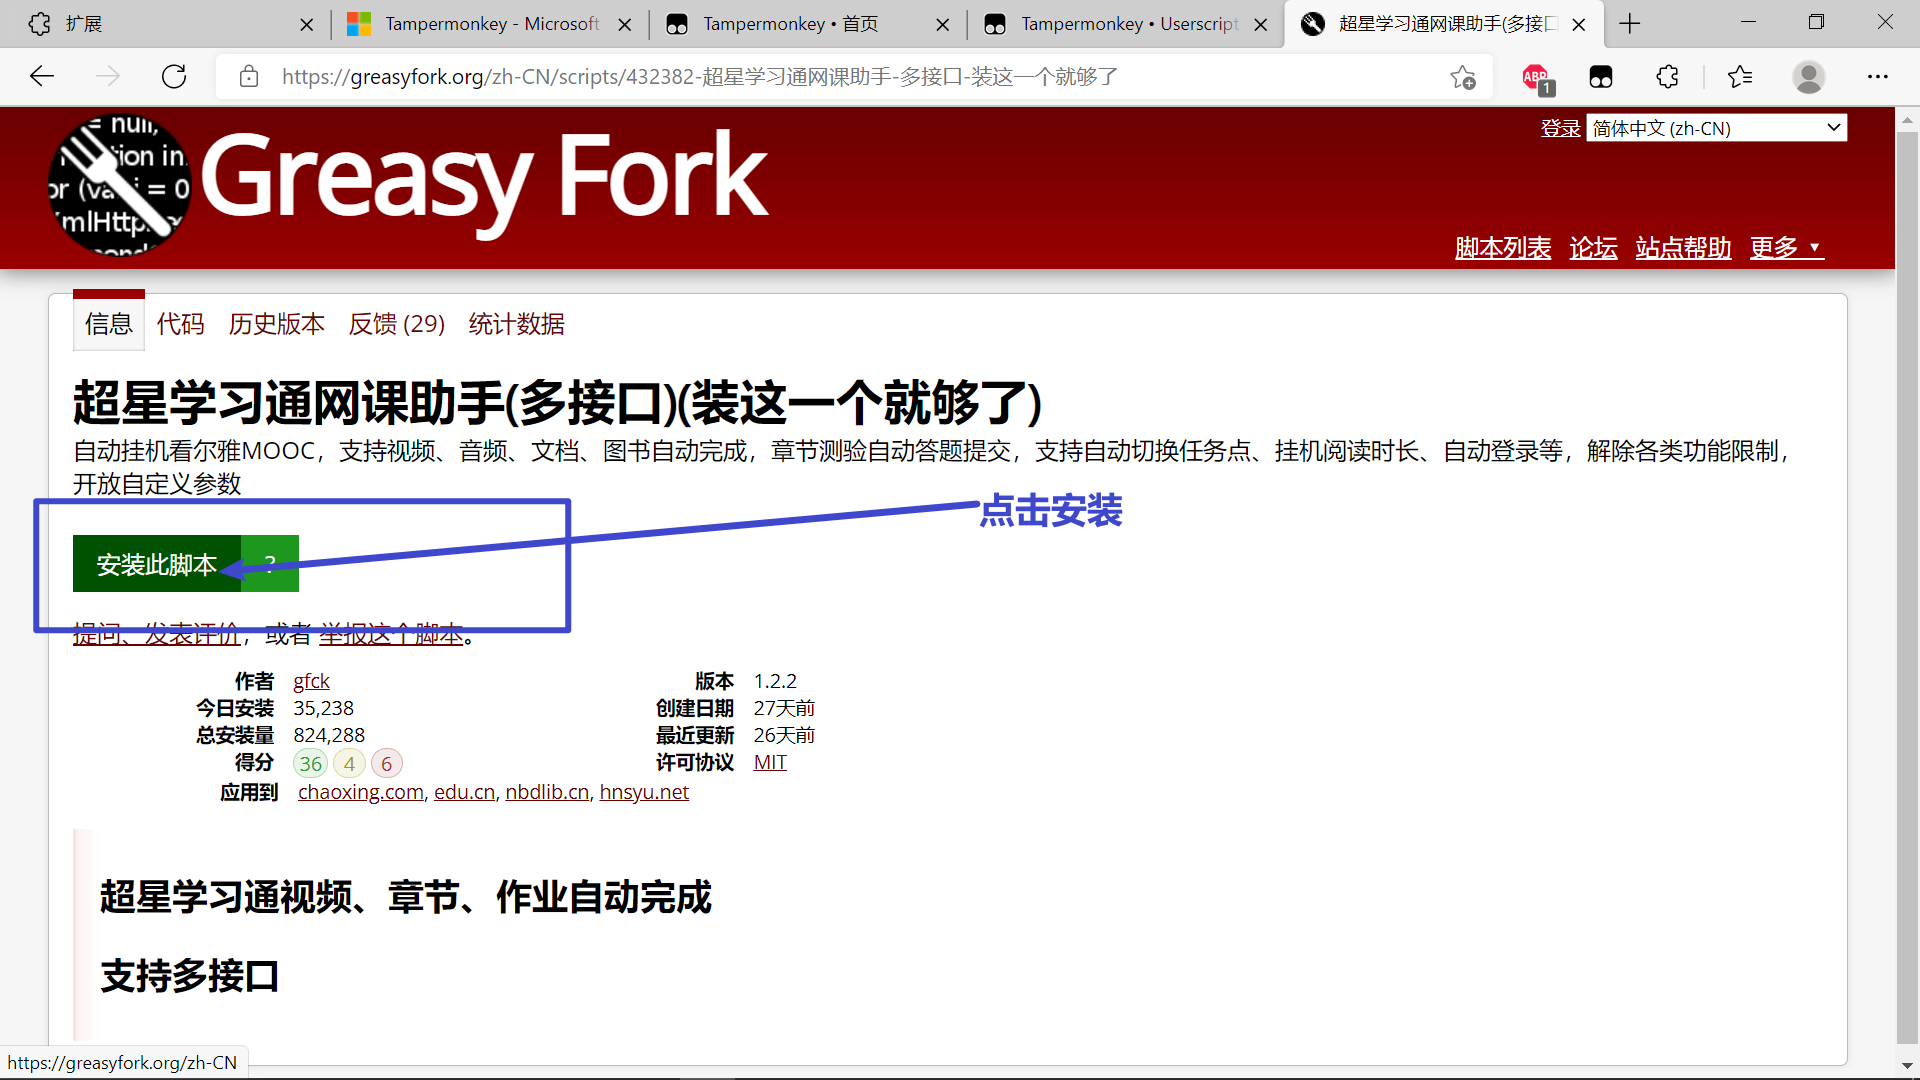 扩展
Tampermonkey - Microsoft
Tampermonkey • 首页
Tampermonkey • Userscript
超星学习通网课助手(多接口
https://greasyfork.org/zh-CN/scripts/432382-超星学习通网课助手-多接口-装这一个就够了
ABP
1
= null,
tion in
or (va i = 0
XmlHttp
Greasy Fork
登录 简体中文 (zh-CN)
脚本列表 论坛 站点帮助 更多 ▼
信息 代码 历史版本 反馈 (29) 统计数据
超星学习通网课助手(多接口)(装这一个就够了)
自动挂机看尔雅MOOC，支持视频、音频、文档、图书自动完成，章节测验自动答题提交，支持自动切换任务点、挂机阅读时长、自动登录等，解除各类功能限制，
开放自定义参数
点击安装
安装此脚本 ?
提问、发表评价，或者 举报这个脚本。
作者 gfck 版本 1.2.2
今日安装 35,238 创建日期 27天前
总安装量 824,288 最近更新 26天前
得分 36 4 6 许可协议 MIT
应用到 chaoxing.com, edu.cn, nbdlib.cn, hnsyu.net
超星学习通视频、章节、作业自动完成
支持多接口
https://greasyfork.org/zh-CN